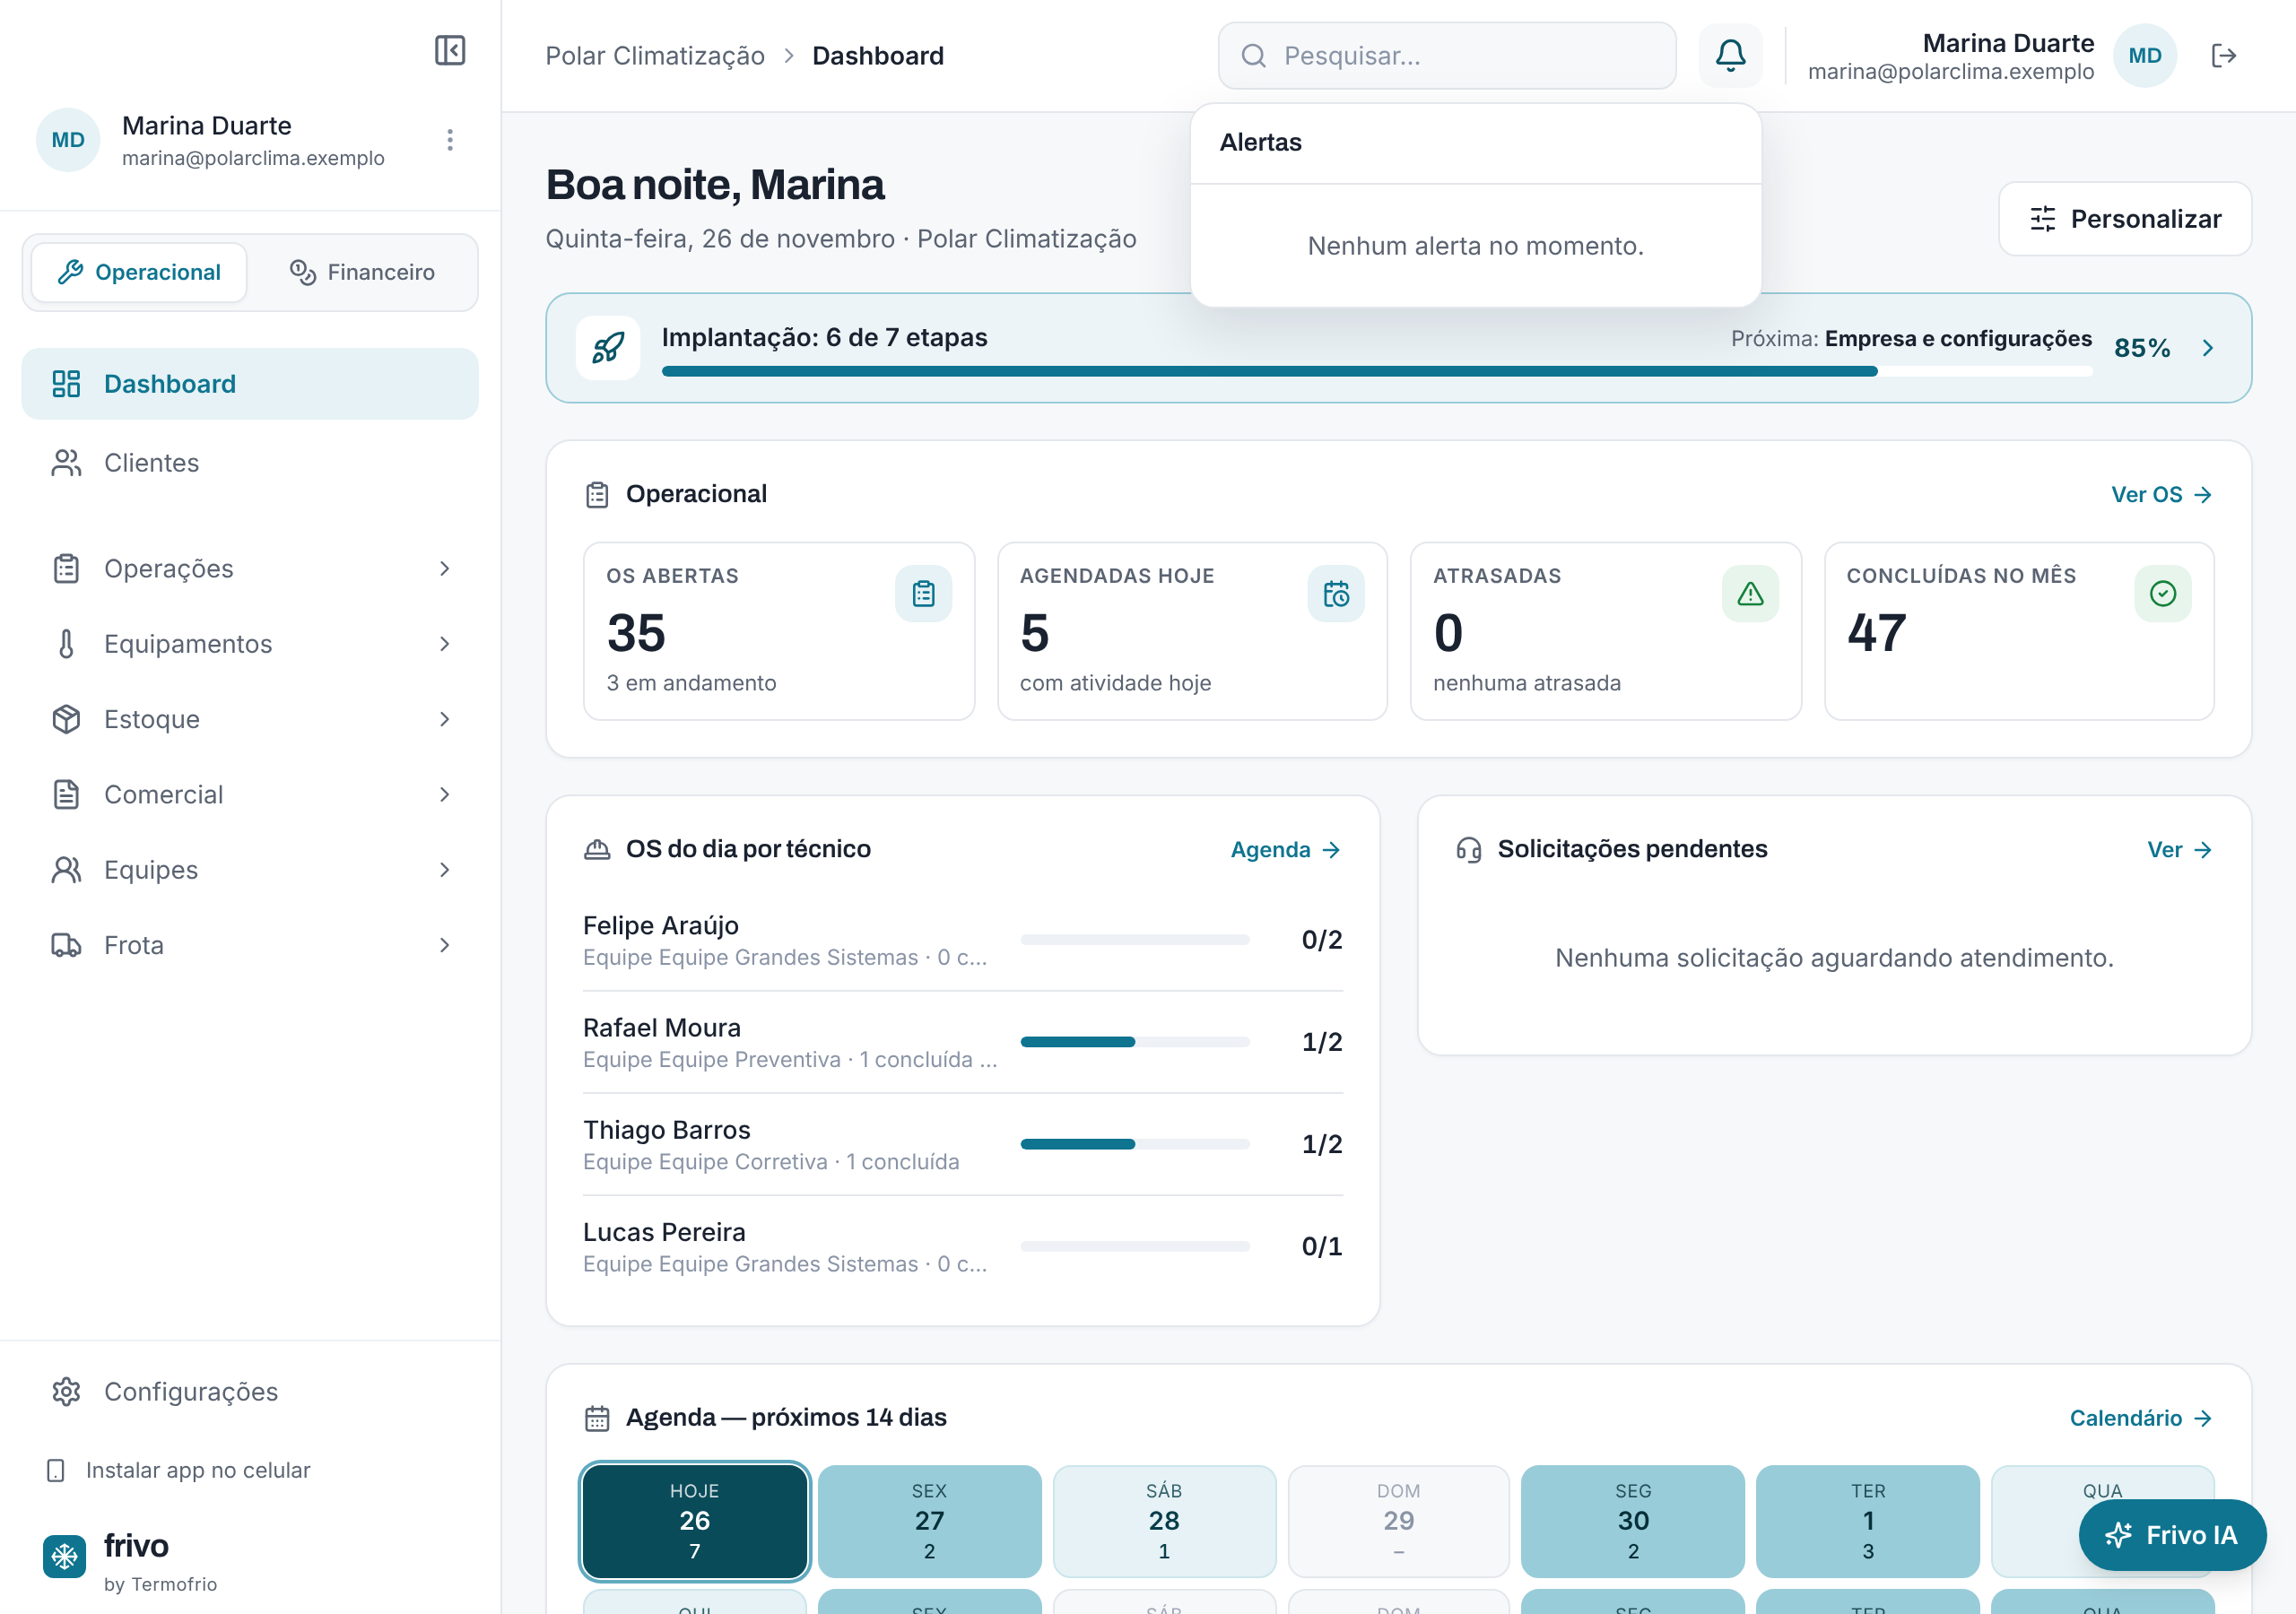 Marina Duarte
marina@polarclima.exemplo
MD
Operacional
Financeiro
Dashboard
Clientes
Operações
Equipamentos
Estoque
Comercial
Equipes
Frota
Configurações
Instalar app no celular
frivo
by Termofrio
Polar Climatização > Dashboard
Pesquisar...
Marina Duarte
marina@polarclima.exemplo
MD
Alertas
Nenhum alerta no momento.
Boa noite, Marina
Quinta-feira, 26 de novembro · Polar Climatização
Personalizar
Implantação: 6 de 7 etapas
Próxima: Empresa e configurações
85%
Operacional
Ver OS →
OS ABERTAS
35
3 em andamento
AGENDADAS HOJE
5
com atividade hoje
ATRASADAS
0
nenhuma atrasada
CONCLUÍDAS NO MÊS
47
OS do dia por técnico
Agenda →
Felipe Araújo
Equipe Equipe Grandes Sistemas · 0 c...
0/2
Rafael Moura
Equipe Equipe Preventiva · 1 concluída ...
1/2
Thiago Barros
Equipe Equipe Corretiva · 1 concluída
1/2
Lucas Pereira
Equipe Equipe Grandes Sistemas · 0 c...
0/1
Solicitações pendentes
Ver →
Nenhuma solicitação aguardando atendimento.
Agenda — próximos 14 dias
Calendário →
HOJE
26
7
SEX
27
2
SÁB
28
1
DOM
29
–
SEG
30
2
TER
1
3
QUA
Frivo IA
QUI
SEX
SÁB
DOM
SEG
TER
QUA